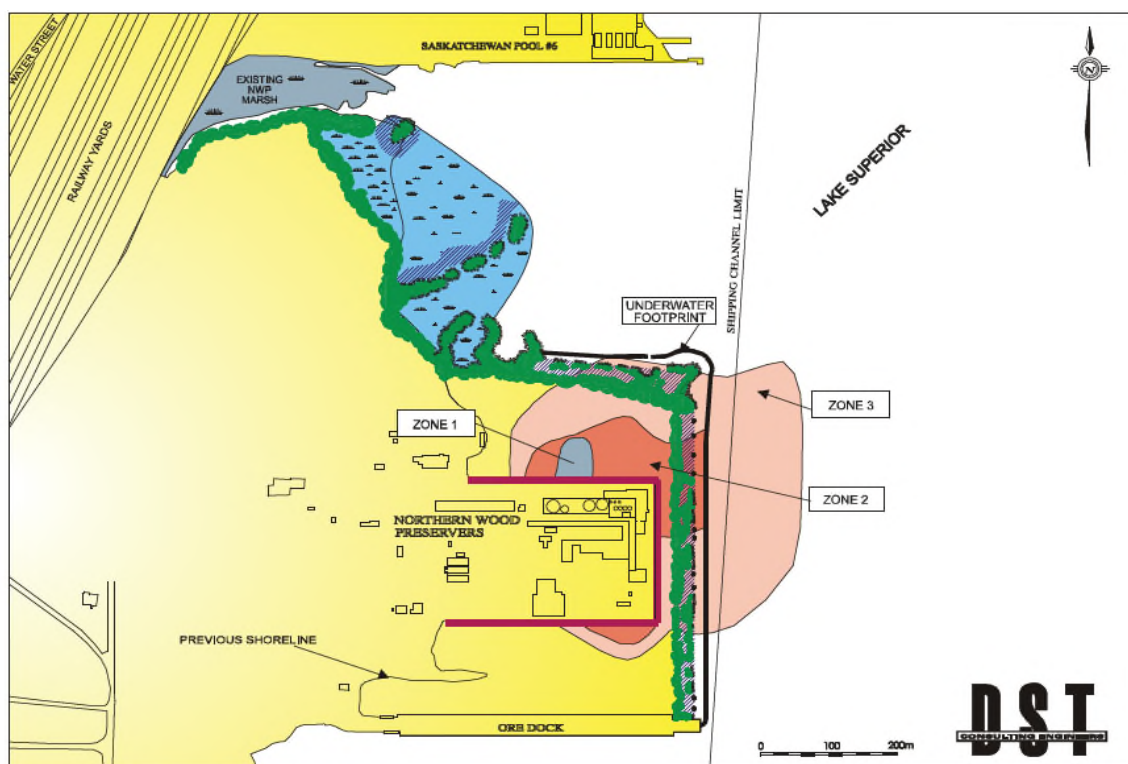 WATER STREET
SASKATCHEWAN POOL #6
EXISTING
NWP
MARSH
N
RAILWAY YARDS
LAKE SUPERIOR
SHIPPING CHANNEL LIMIT
UNDERWATER
FOOTPRINT
ZONE 3
ZONE 1
ZONE 2
NORTHERN WOOD
PRESERVERS
PREVIOUS SHORELINE
ORE DOCK
DST
CONSULTING ENGINEERS
0 100 200m